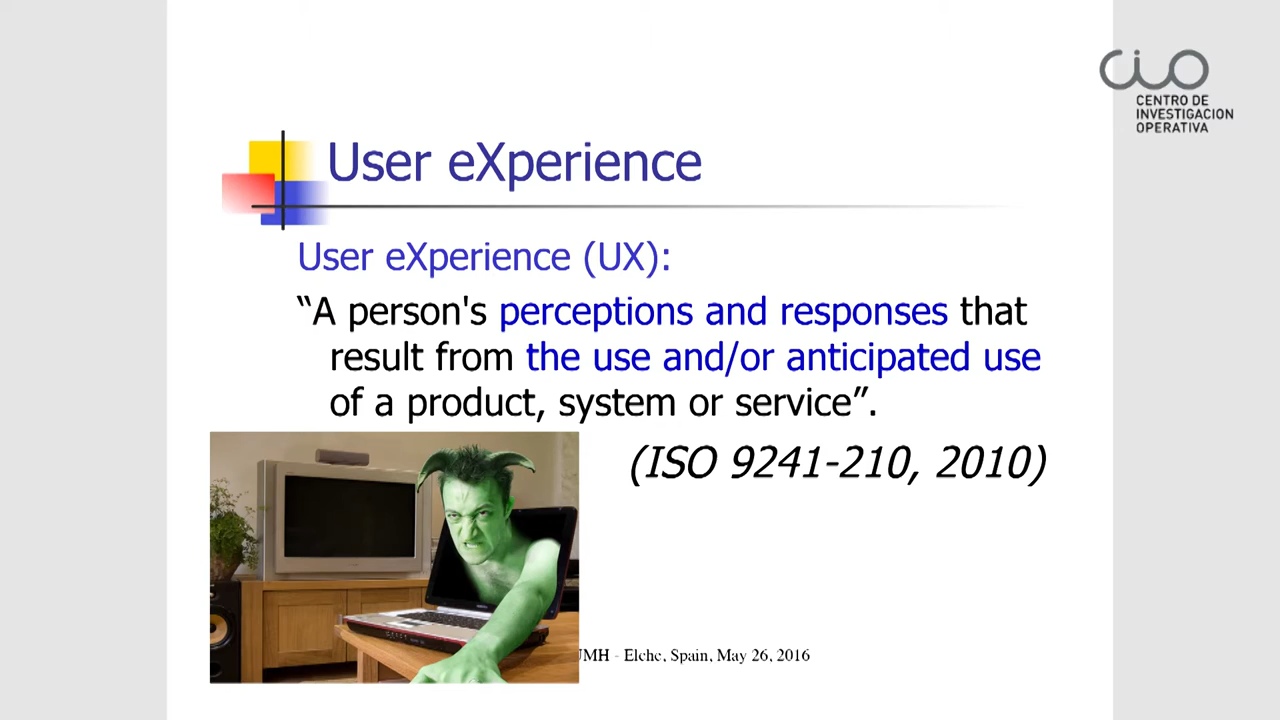 CIO
CENTRO DE
INVESTIGACION
OPERATIVA
User eXperience
User eXperience (UX):
“A person's perceptions and responses that
result from the use and/or anticipated use
of a product, system or service”.
(ISO 9241-210, 2010)
UMH - Elche, Spain, May 26, 2016